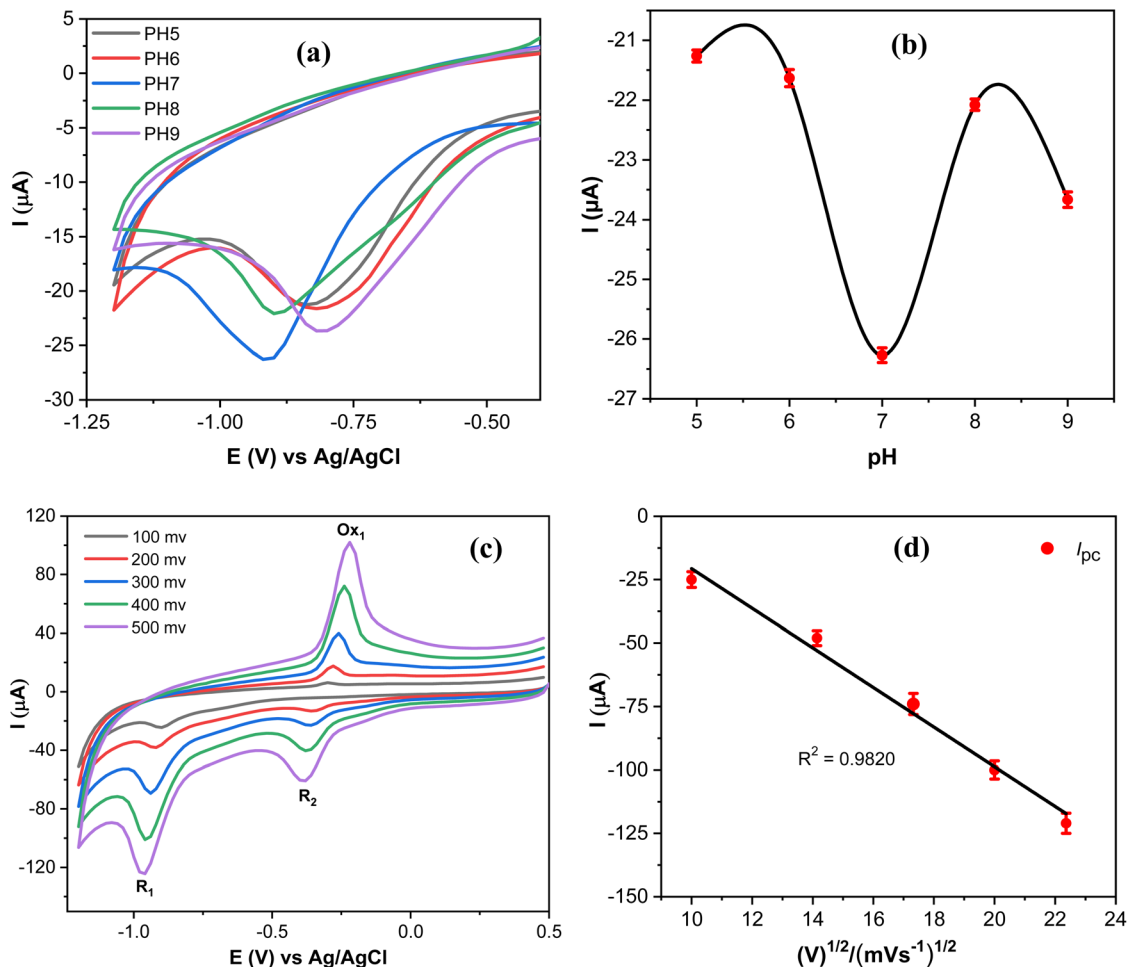 (a)
PH5
PH6
PH7
PH8
PH9
5
0
-5
-10
-15
-20
-25
-30
I (µA)
-1.25
-1.00
-0.75
-0.50
E (V) vs Ag/AgCl
(b)
-21
-22
-23
-24
-25
-26
-27
I (µA)
5
6
7
8
9
pH
(c)
100 mv
200 mv
300 mv
400 mv
500 mv
Ox₁
R₁
R₂
120
80
40
0
-40
-80
-120
I (µA)
-1.0
-0.5
0.0
0.5
E (V) vs Ag/AgCl
(d)
Ipc
R² = 0.9820
0
-25
-50
-75
-100
-125
-150
I (µA)
10
12
14
16
18
20
22
24
(V)^1/2/(mVs^-1)^1/2